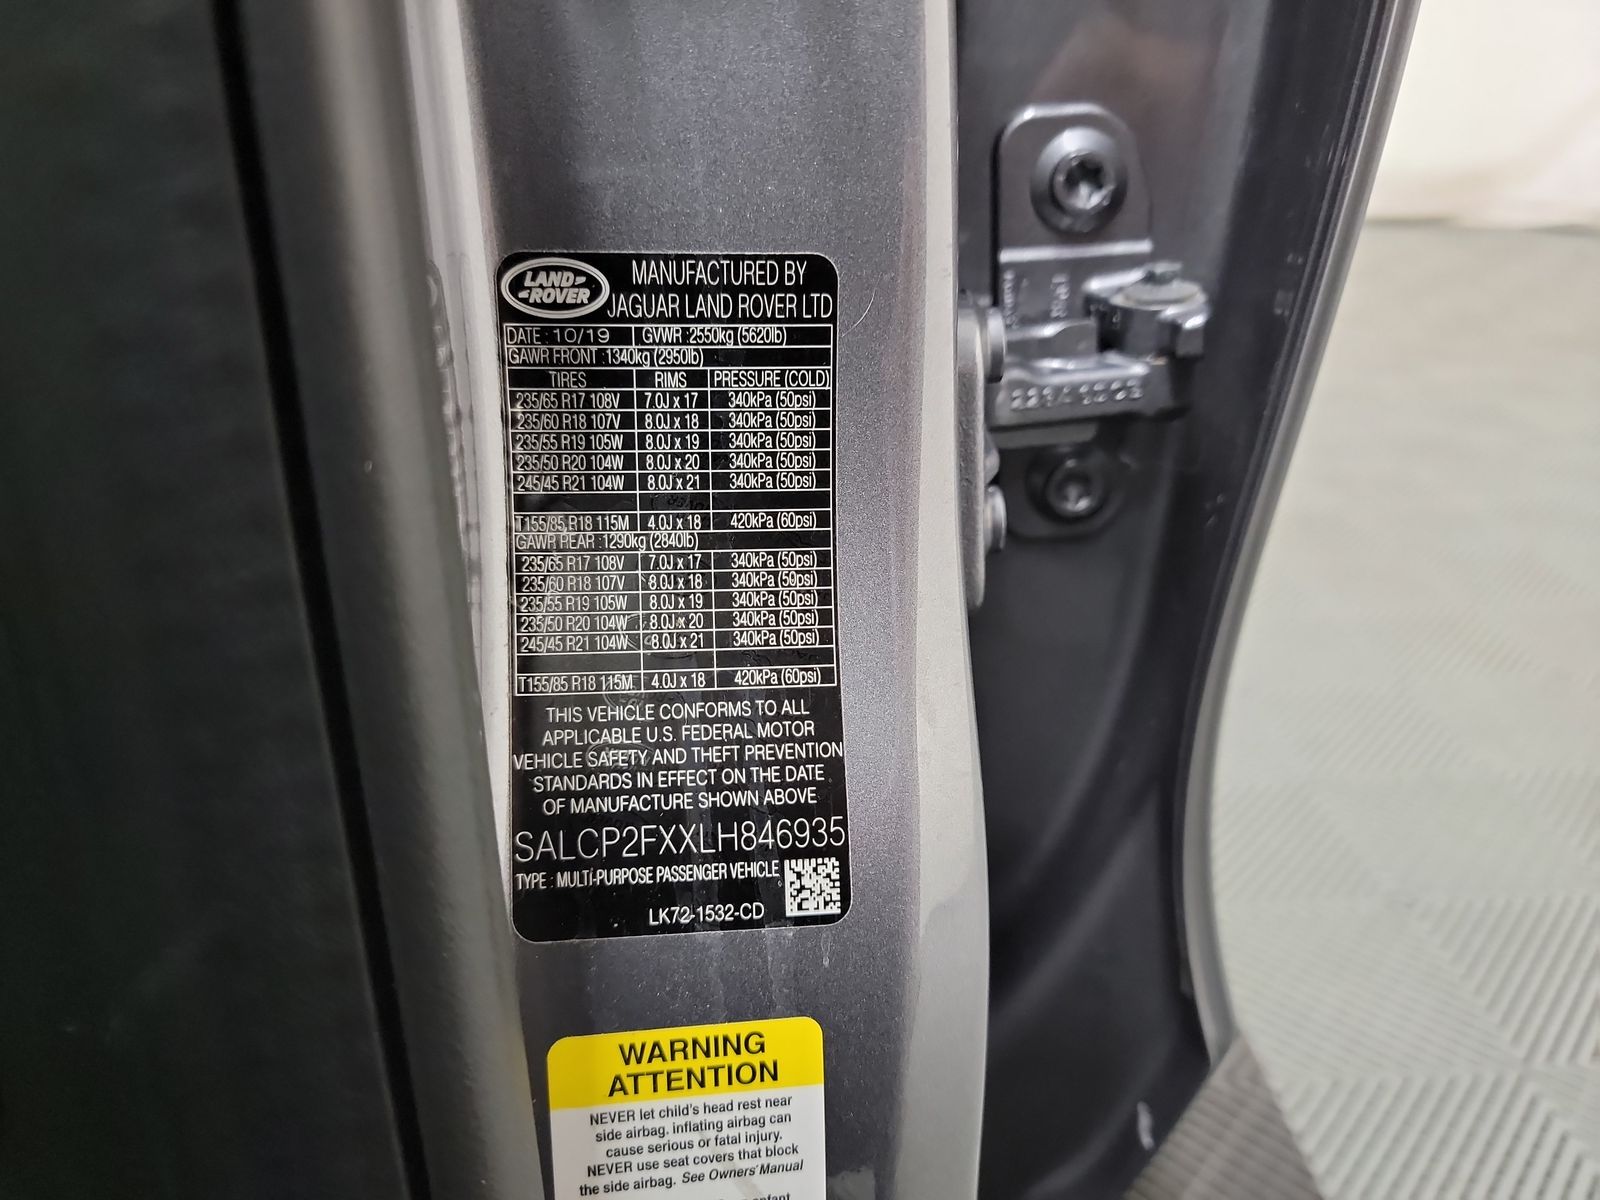 LAND-
-ROVER
MANUFACTURED BY
JAGUAR LAND ROVER LTD
DATE : 10/19 GVWR :2550kg (5620lb)
GAWR FRONT :1340kg (2950lb)
TIRES RIMS PRESSURE (COLD)
235/65 R17 108V 7.0J x 17 340kPa (50psi)
235/60 R18 107V 8.0J x 18 340kPa (50psi)
235/55 R19 105W 8.0J x 19 340kPa (50psi)
235/50 R20 104W 8.0J x 20 340kPa (50psi)
245/45 R21 104W 8.0J x 21 340kPa (50psi)
T155/85 R18 115M 4.0J x 18 420kPa (60psi)
GAWR REAR :1290kg (2840lb)
235/65 R17 108V 7.0J x 17 340kPa (50psi)
235/60 R18 107V 8.0J x 18 340kPa (50psi)
235/55 R19 105W 8.0J x 19 340kPa (50psi)
235/50 R20 104W 8.0J x 20 340kPa (50psi)
245/45 R21 104W 8.0J x 21 340kPa (50psi)
T155/85 R18 115M 4.0J x 18 420kPa (60psi)
THIS VEHICLE CONFORMS TO ALL
APPLICABLE U.S. FEDERAL MOTOR
VEHICLE SAFETY AND THEFT PREVENTION
STANDARDS IN EFFECT ON THE DATE
OF MANUFACTURE SHOWN ABOVE
SALCP2FXXLH846935
TYPE : MULTI-PURPOSE PASSENGER VEHICLE
LK72-1532-CD
WARNING
ATTENTION
NEVER let child's head rest near
side airbag. inflating airbag can
cause serious or fatal injury.
NEVER use seat covers that block
the side airbag. See Owners' Manual